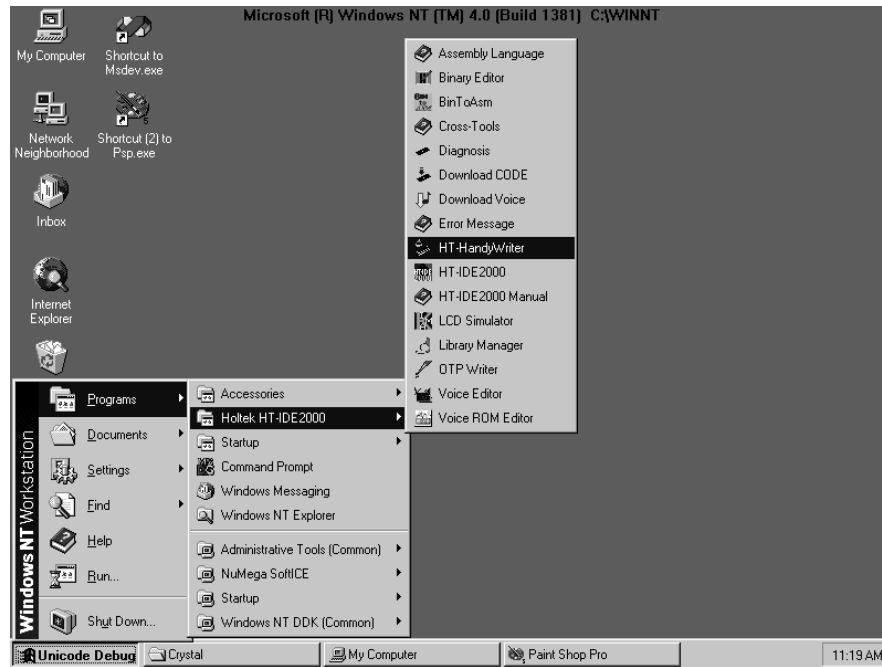 Microsoft (R) Windows NT (TM) 4.0 (Build 1381) C:\WINNT
My Computer
Shortcut to
Msdev.exe
Network
Neighborhood
Shortcut (2) to
Psp.exe
Inbox
Internet
Explorer
Assembly Language
Binary Editor
BinToAsm
Cross-Tools
Diagnosis
Download CODE
Download Voice
Error Message
HT-HandyWriter
HT-IDE2000
HT-IDE2000 Manual
LCD Simulator
Library Manager
OTP Writer
Voice Editor
Voice ROM Editor
Accessories
Holtek HT-IDE2000
Startup
Command Prompt
Windows Messaging
Windows NT Explorer
Administrative Tools (Common)
NuMega SoftICE
Startup
Windows NT DDK (Common)
Programs
Documents
Settings
Find
Help
Run...
Shut Down...
Windows NT Workstation
Unicode Debug
Crystal
My Computer
Paint Shop Pro
11:19 AM